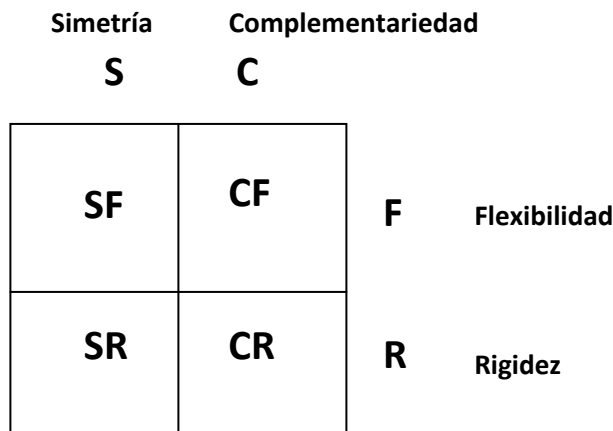 Simetría Complementariedad
S C
SF CF F Flexibilidad
SR CR R Rigidez